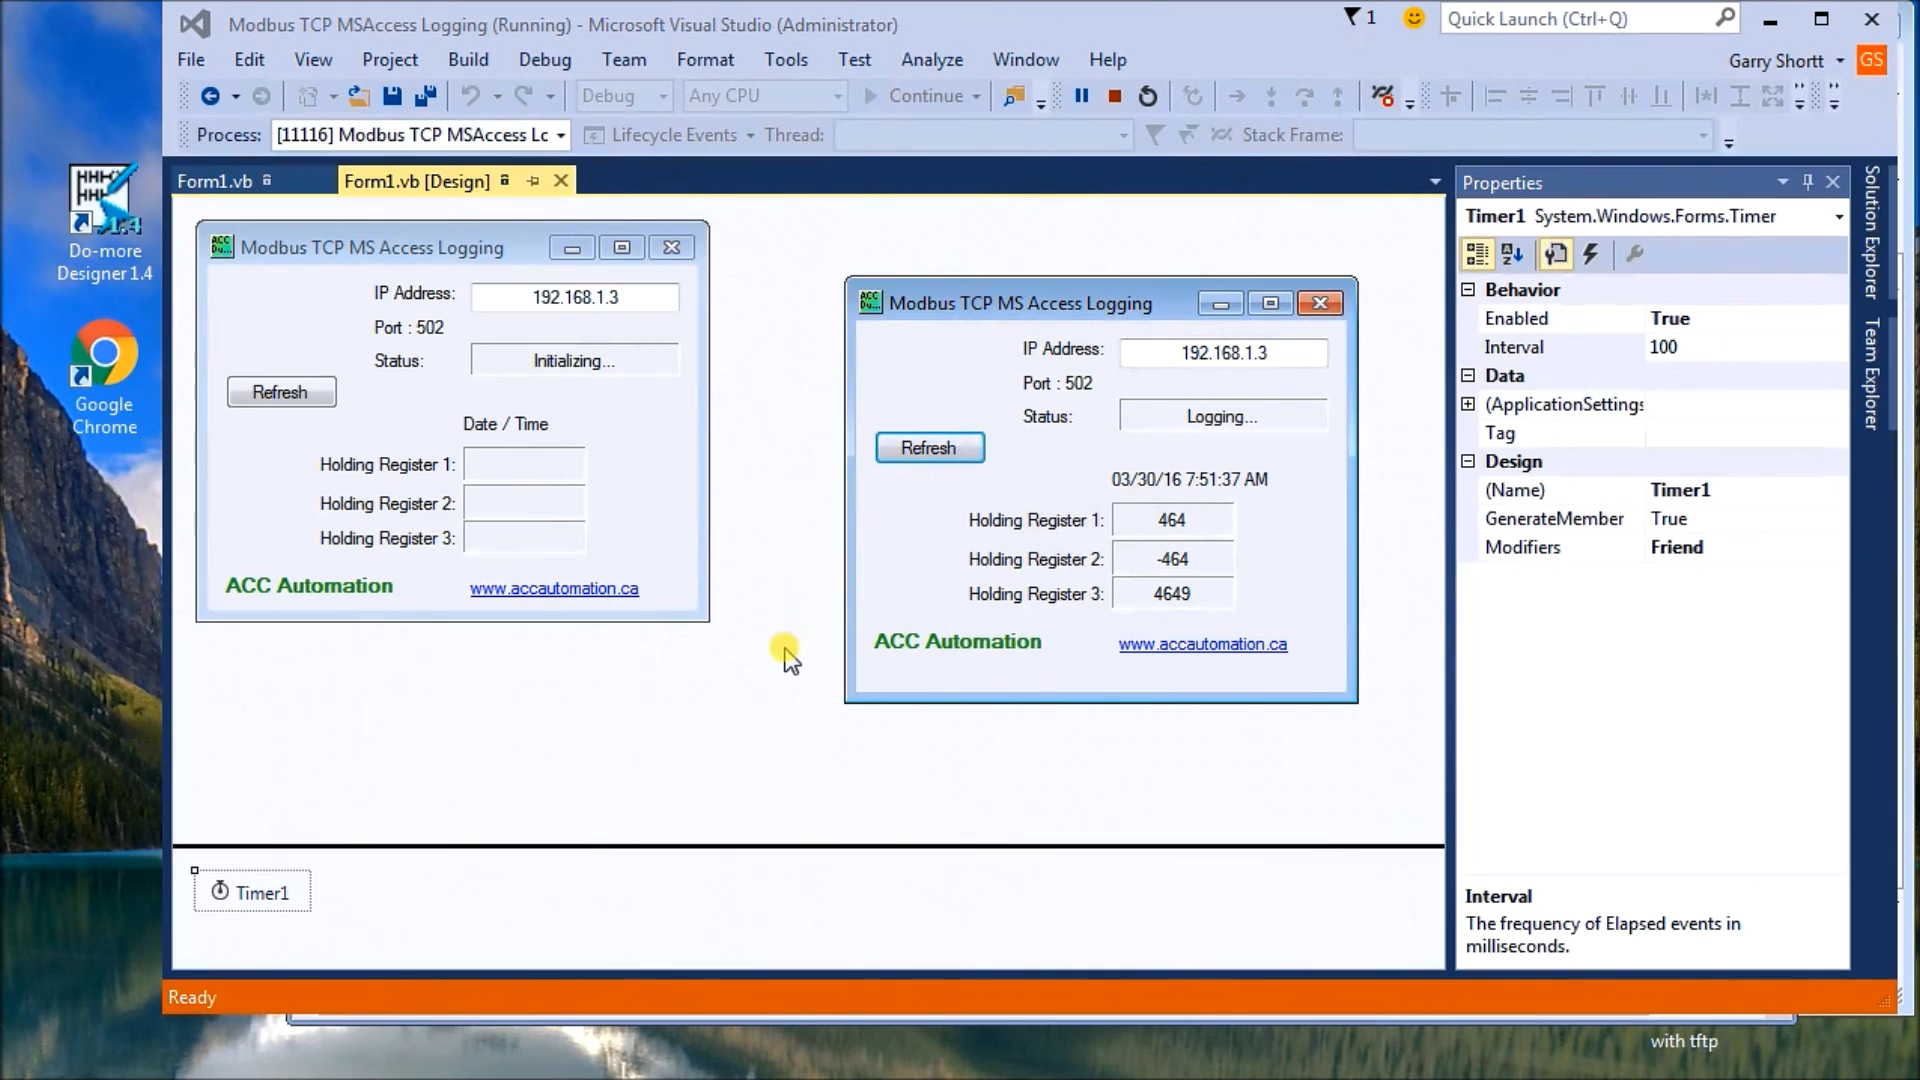 Modbus TCP MSAccess Logging (Running) - Microsoft Visual Studio (Administrator)
1
Quick Launch (Ctrl+Q)
File Edit View Project Build Debug Team Format Tools Test Analyze Window Help
Garry Shortt GS
Debug Any CPU Continue
Process: [11116] Modbus TCP MSAccess Lc Lifecycle Events Thread: Stack Frame:
Do-more
Designer 1.4
Google
Chrome
Form1.vb Form1.vb [Design]
Modbus TCP MS Access Logging
IP Address: 192.168.1.3
Port : 502
Status: Initializing...
Refresh
Date / Time
Holding Register 1:
Holding Register 2:
Holding Register 3:
ACC Automation www.accautomation.ca
Modbus TCP MS Access Logging
IP Address: 192.168.1.3
Port : 502
Status: Logging...
Refresh
03/30/16 7:51:37 AM
Holding Register 1: 464
Holding Register 2: -464
Holding Register 3: 4649
ACC Automation www.accautomation.ca
Timer1
Properties
Timer1 System.Windows.Forms.Timer
Behavior
Enabled True
Interval 100
Data
(ApplicationSettings
Tag
Design
(Name) Timer1
GenerateMember True
Modifiers Friend
Interval
The frequency of Elapsed events in
milliseconds.
Solution Explorer
Team Explorer
Ready
with tftp